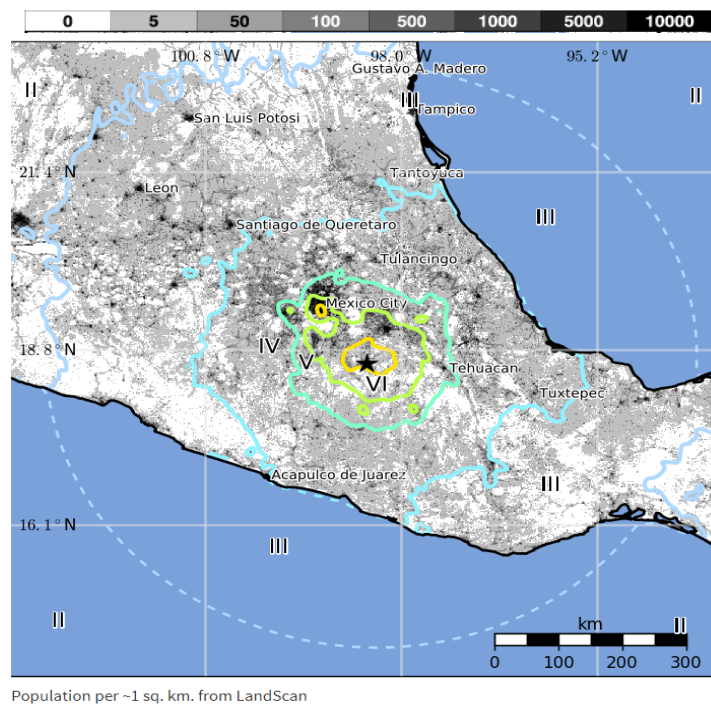 0 5 50 100 500 1000 5000 10000
100.8°W 98.0°W 95.2°W
Gustavo A. Madero
II III II
Tampico
San Luis Potosi
21.4°N
Tantoyuca
Leon
III
Santiago de Queretaro
Tulancingo
Mexico City
IV V
18.8°N
Tehuacan
VI
Tuxtepec
Acapulco de Juarez
III
16.1°N
III
II II
km
0 100 200 300
Population per ~1 sq. km. from LandScan